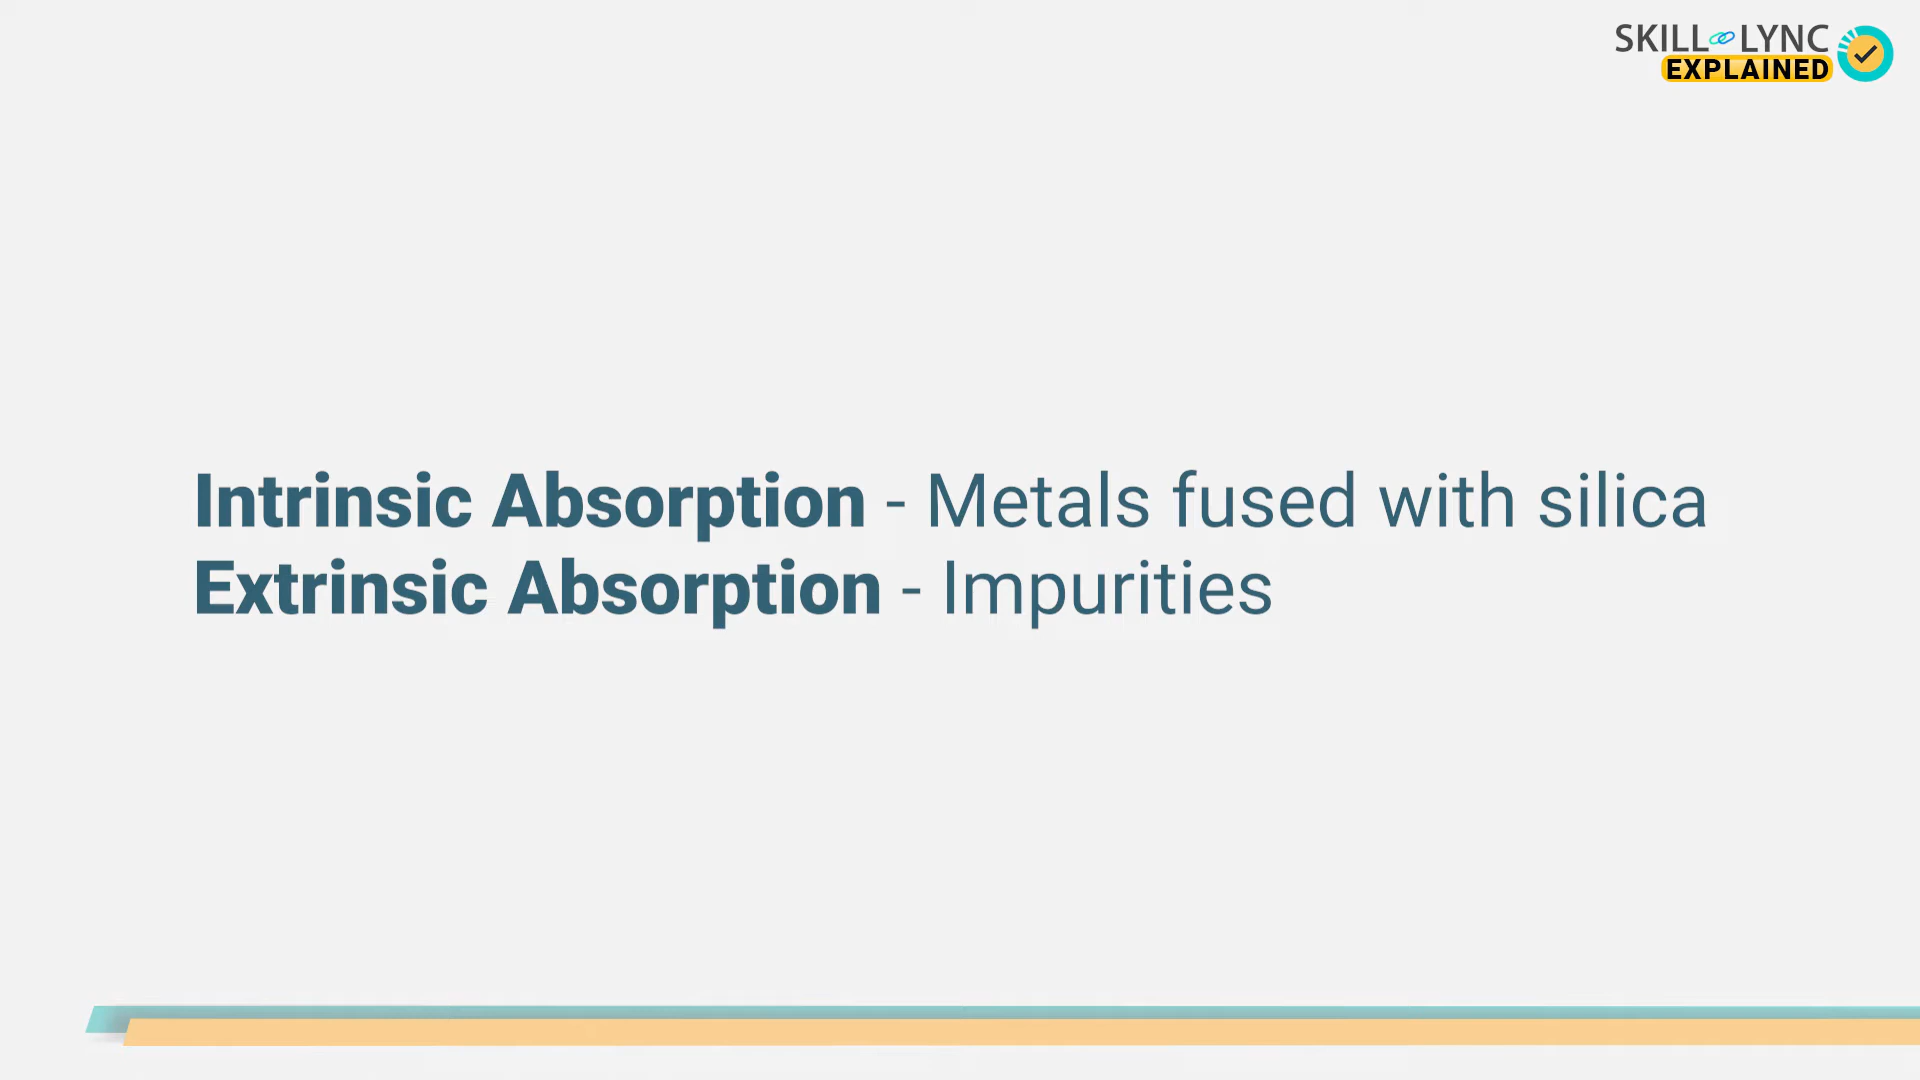 SKILL LYNC
EXPLAINED
Intrinsic Absorption - Metals fused with silica
Extrinsic Absorption - Impurities